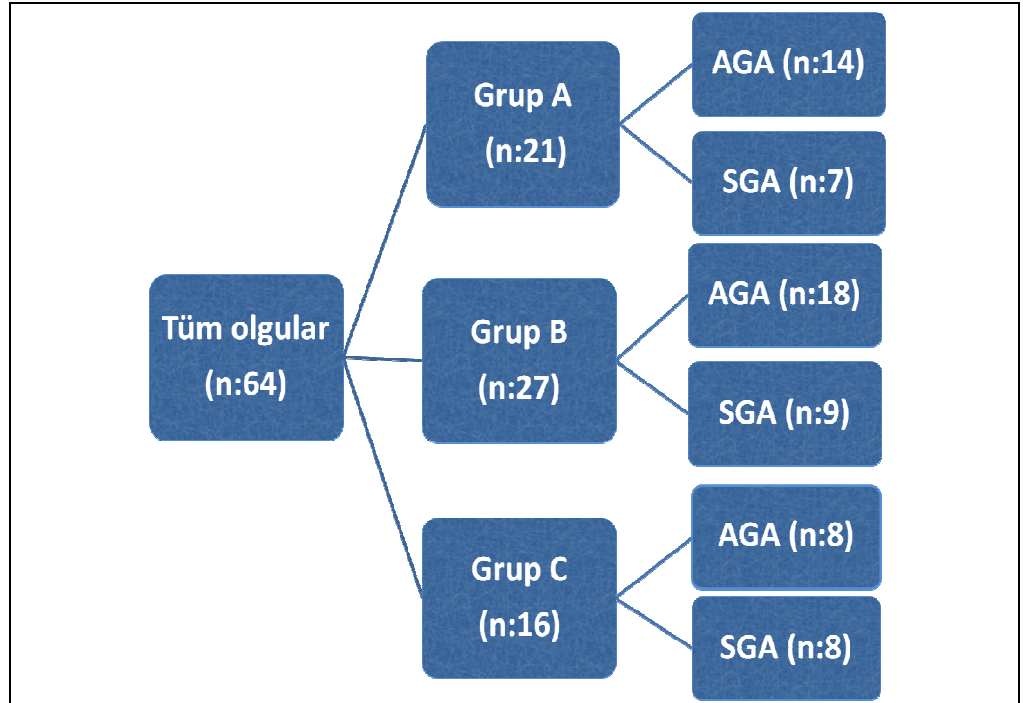 Tüm olgular
(n:64)
Grup A
(n:21)
AGA (n:14)
SGA (n:7)
Grup B
(n:27)
AGA (n:18)
SGA (n:9)
Grup C
(n:16)
AGA (n:8)
SGA (n:8)